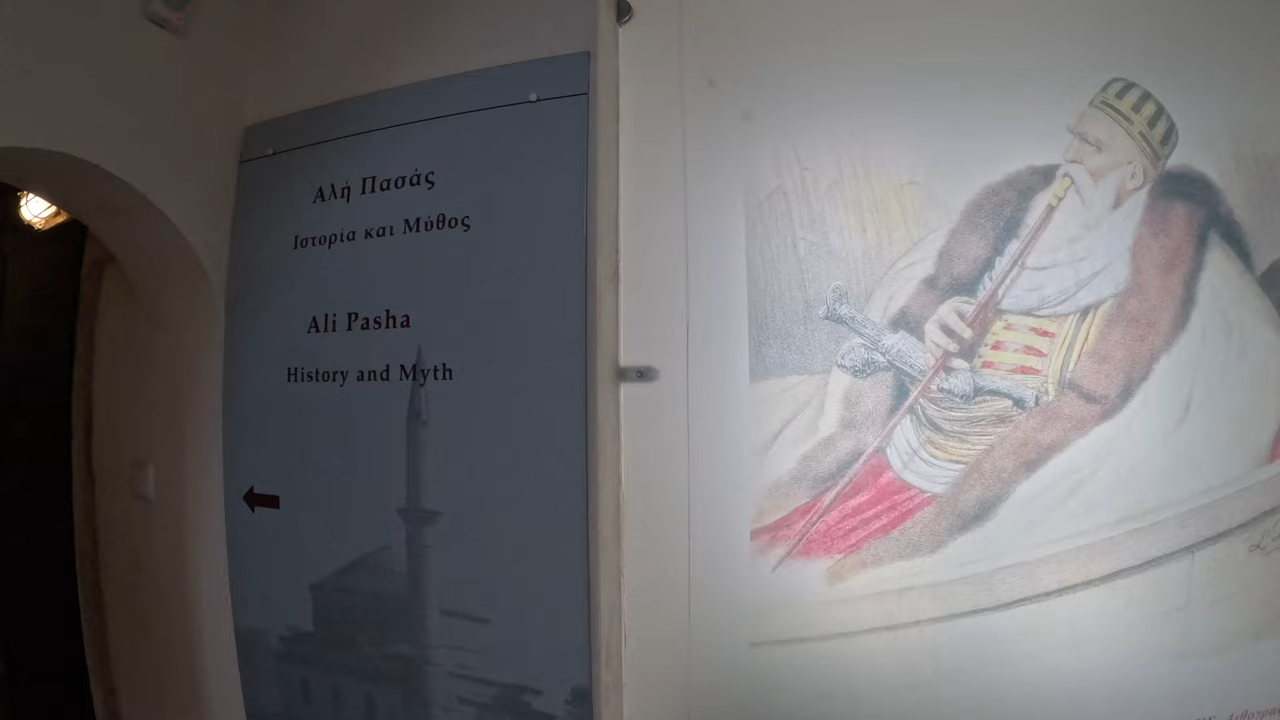 Αλή Πασάς
Ιστορία και Μύθος
Ali Pasha
History and Myth